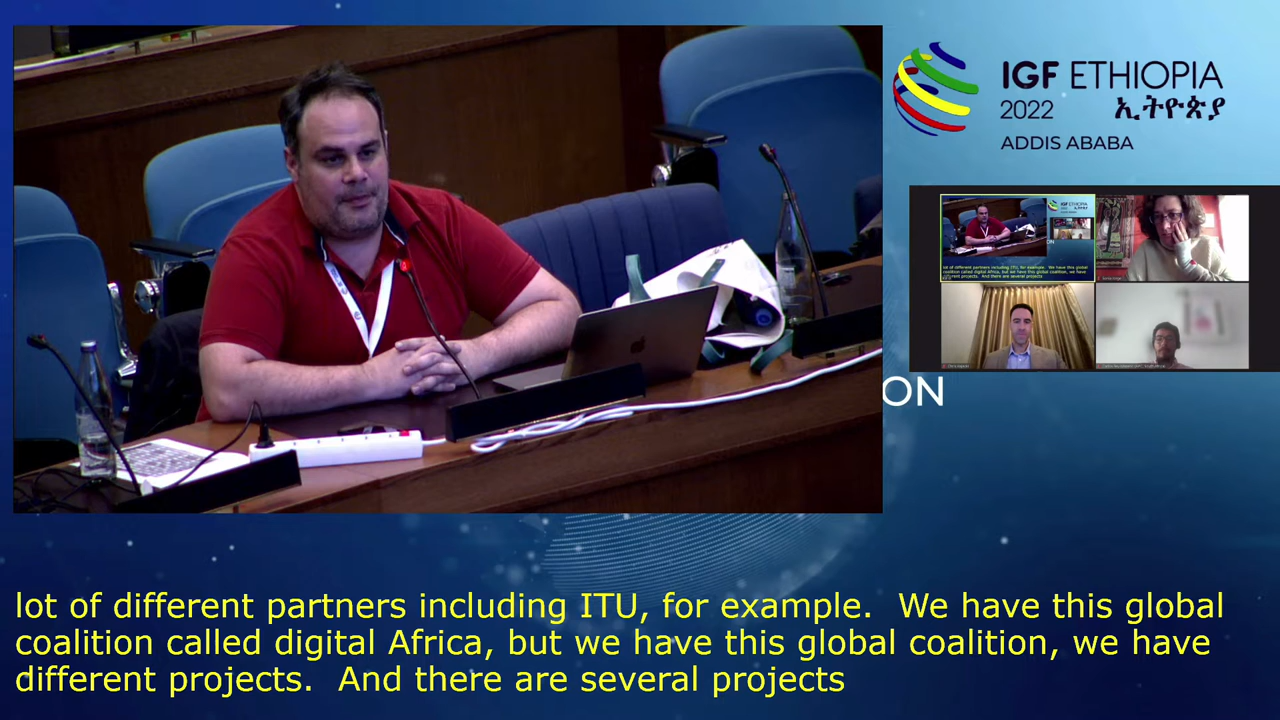 IGF ETHIOPIA
2022 ኢትዮጵያ
ADDIS ABABA
ON
lot of different partners including ITU, for example. We have this global
coalition called digital Africa, but we have this global coalition, we have
different projects. And there are several projects